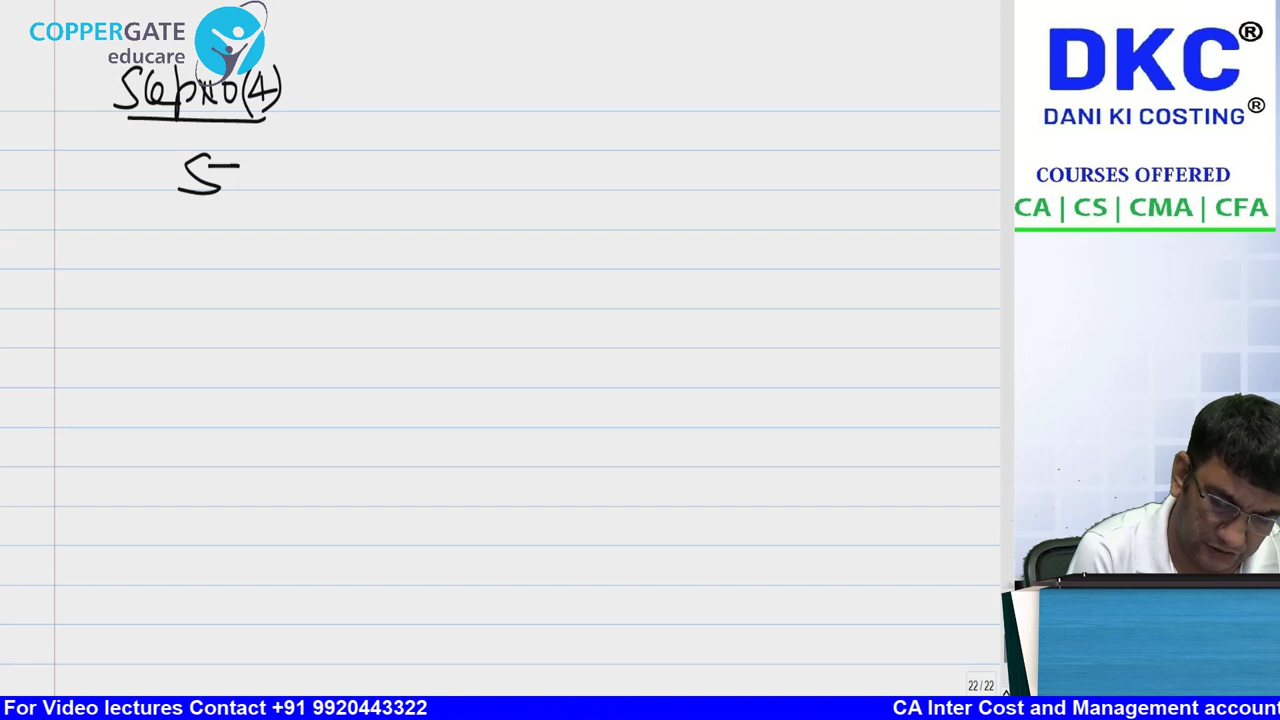 COPPERGATE
educare
Step no (4)
S
DKC®
DANI KI COSTING®
COURSES OFFERED
CA | CS | CMA | CFA
22 / 22
For Video lectures Contact +91 9920443322
CA Inter Cost and Management account